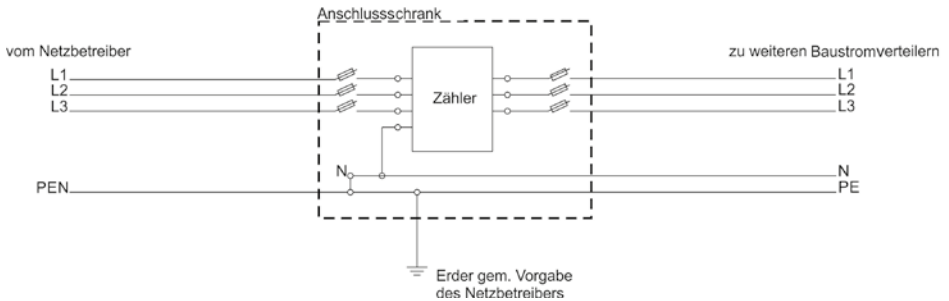 Anschlussschrank
vom Netzbetreiber
zu weiteren Baustromverteilern
L1
L1
L2
L2
L3
L3
Zähler
N
N
PEN
PE
Erder gem. Vorgabe
des Netzbetreibers